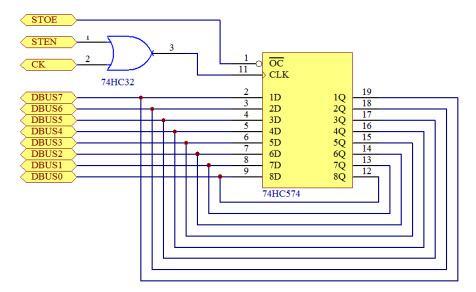 STOE
STEN 1
CK 2
3
74HC32
1 OC
11 CLK
DBUS7 2 1D 1Q 19
DBUS6 3 2D 2Q 18
DBUS5 4 3D 3Q 17
DBUS4 5 4D 4Q 16
DBUS3 6 5D 5Q 15
DBUS2 7 6D 6Q 14
DBUS1 8 7D 7Q 13
DBUS0 9 8D 8Q 12
74HC574